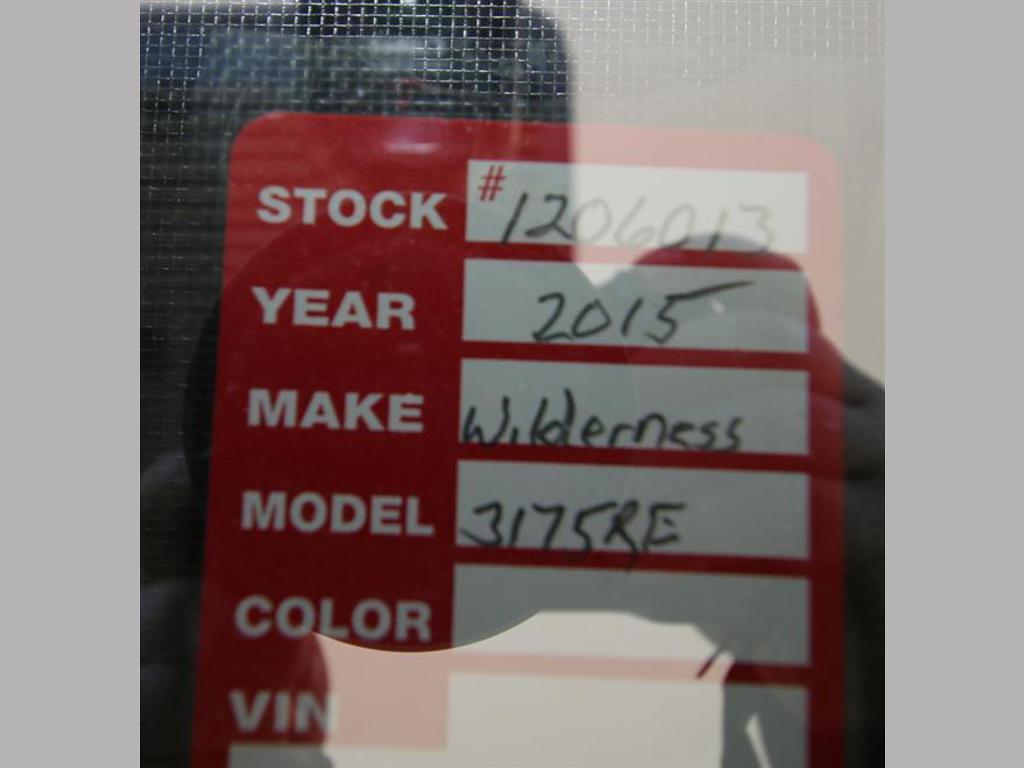 STOCK #1206013
YEAR 2015
MAKE Wilderness
MODEL 3175RE
COLOR
VIN